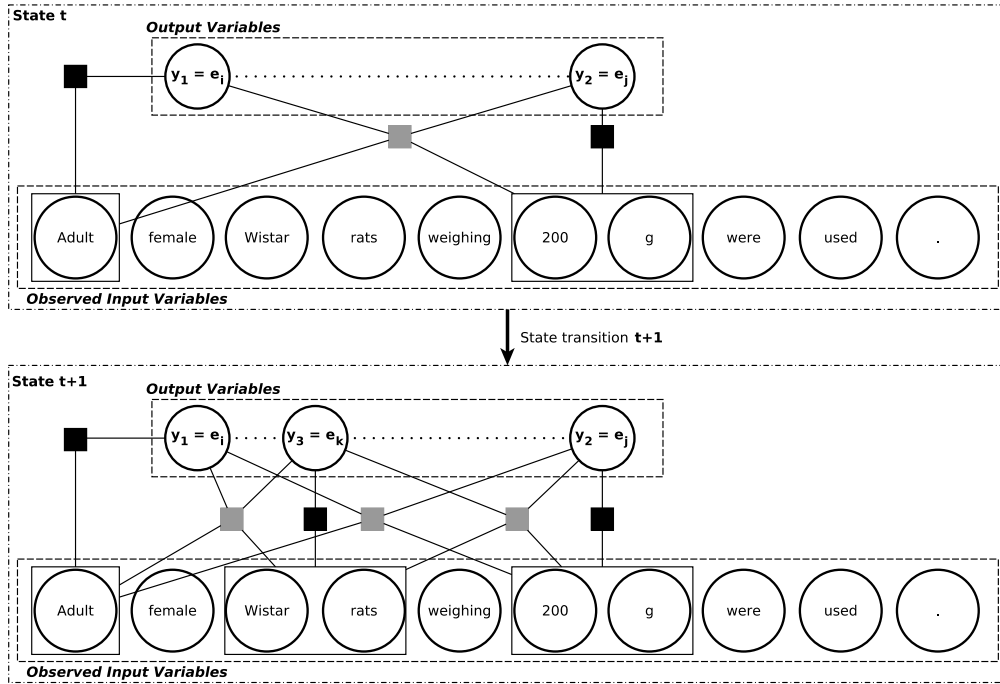 State t
Output Variables
y1 = ei y2 = ej
Adult female Wistar rats weighing 200 g were used .
Observed Input Variables
State transition t+1
State t+1
Output Variables
y1 = ei y3 = ek y2 = ej
Adult female Wistar rats weighing 200 g were used .
Observed Input Variables